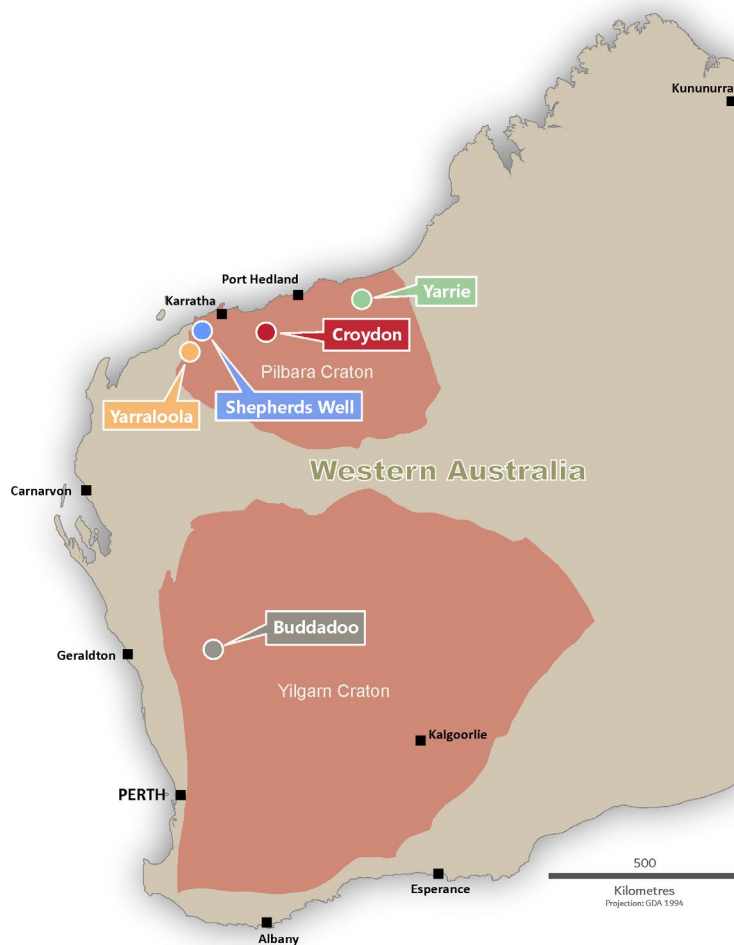 Kununurra
Port Hedland
Yarrie
Karratha
Croydon
Pilbara Craton
Yarraloola
Shepherds Well
Western Australia
Carnarvon
Buddadoo
Geraldton
Yilgarn Craton
Kalgoorlie
PERTH
500
Kilometres
Projection: GDA 1994
Esperance
Albany